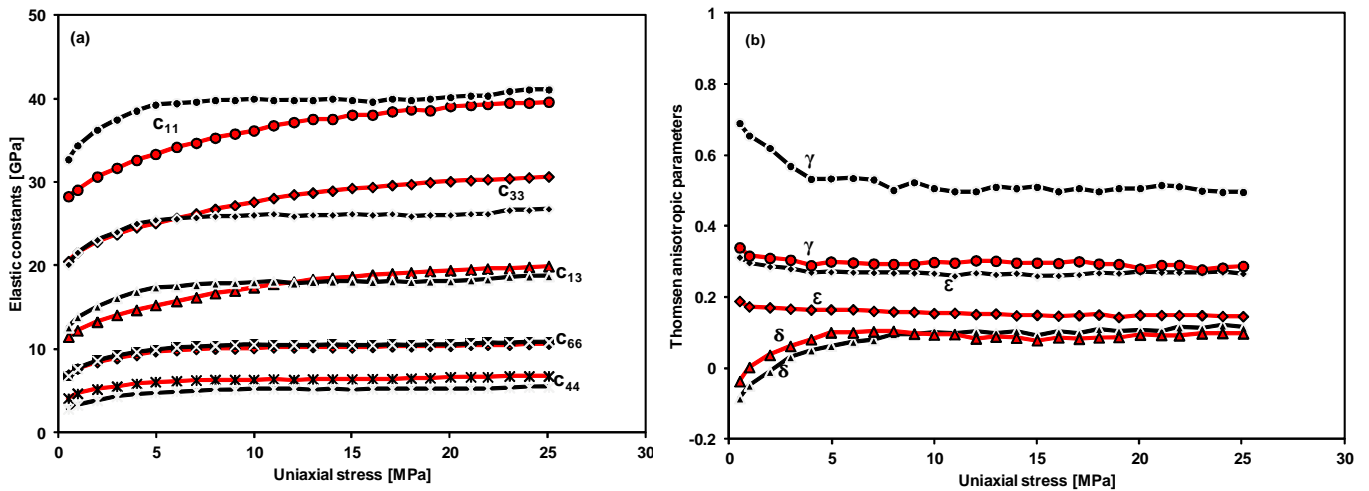 (a)
50
40
30
20
10
0
Elastic constants [GPa]
C11
C33
C13
C66
C44
0 5 10 15 20 25 30
Uniaxial stress [MPa]
(b)
1
0.8
0.6
0.4
0.2
0
-0.2
Thomsen anisotropic parameters
γ
γ
ε
ε
δ
δ
0 5 10 15 20 25 30
Uniaxial stress [MPa]